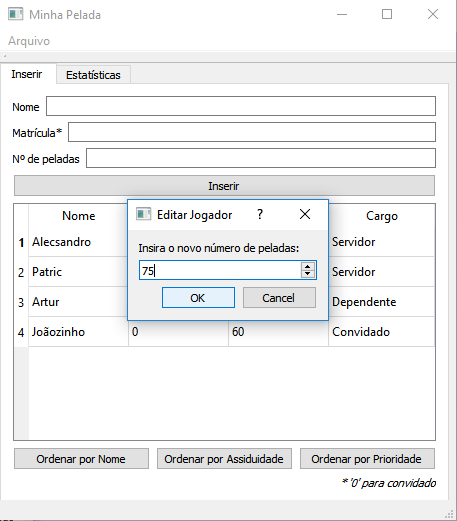 Minha Pelada
Arquivo
Inserir Estatísticas
Nome
Matrícula*
Nº de peladas
Inserir
Nome Cargo
1 Alecsandro Servidor
2 Patric Servidor
3 Artur Dependente
4 Joãozinho 0 60 Convidado
Editar Jogador ?
Insira o novo número de peladas:
75
OK Cancel
Ordenar por Nome Ordenar por Assiduidade Ordenar por Prioridade
* '0' para convidado